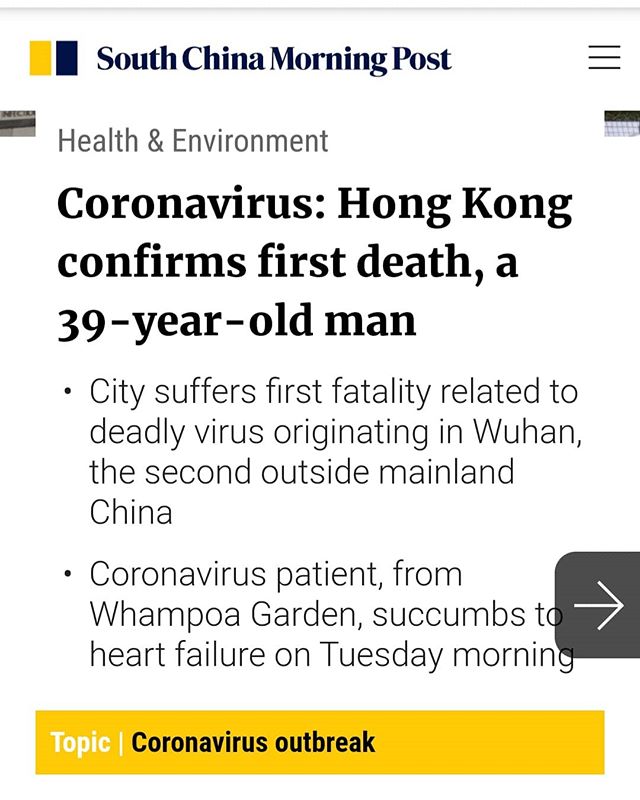 South China Morning Post
Health & Environment
Coronavirus: Hong Kong
confirms first death, a
39-year-old man
• City suffers first fatality related to
deadly virus originating in Wuhan,
the second outside mainland
China
• Coronavirus patient, from
Whampoa Garden, succumbs to
heart failure on Tuesday morning
Topic | Coronavirus outbreak